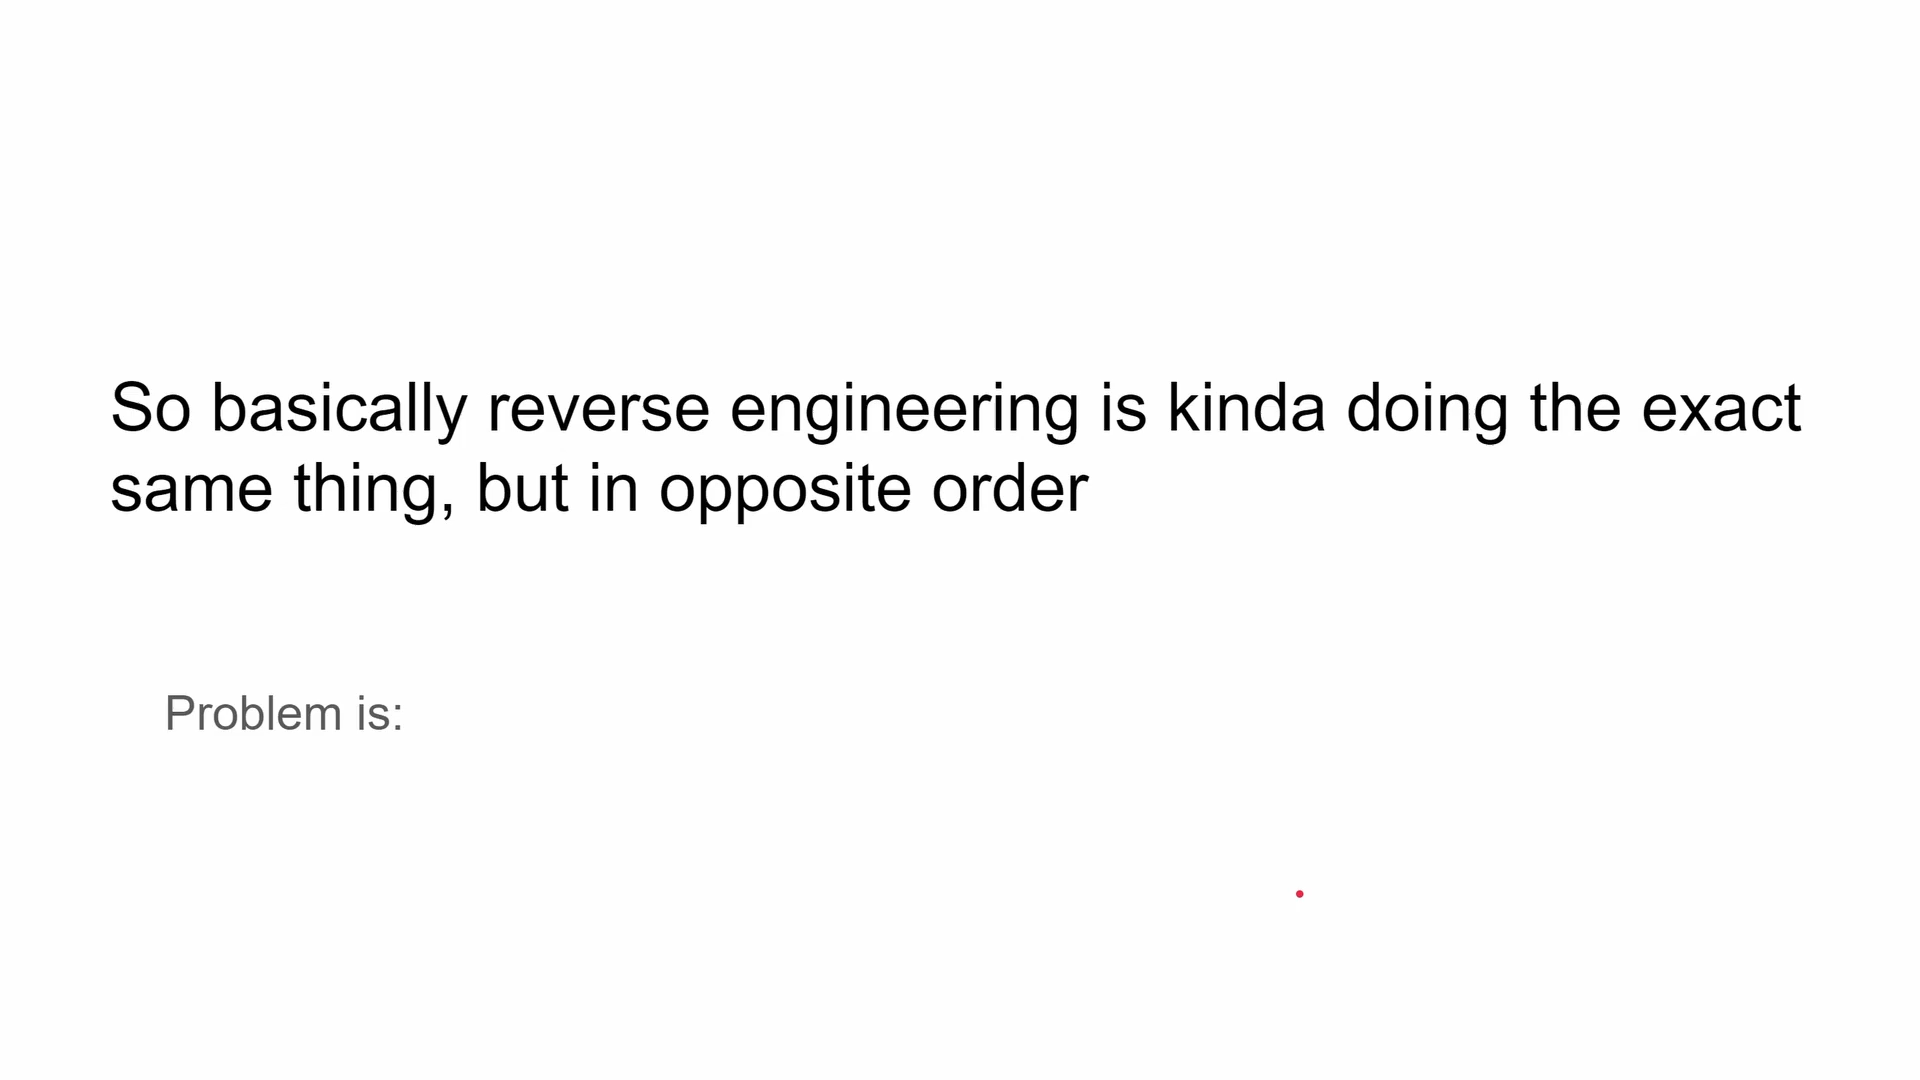 So basically reverse engineering is kinda doing the exact
same thing, but in opposite order
Problem is: